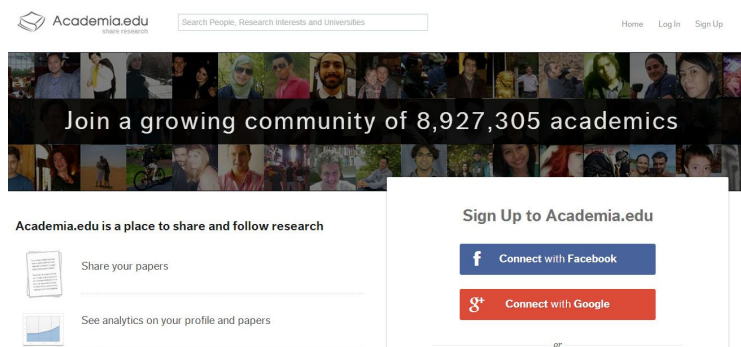 Academia.edu
share research
Search People, Research Interests and Universities
Home Log In Sign Up
Join a growing community of 8,927,305 academics
Academia.edu is a place to share and follow research
Share your papers
See analytics on your profile and papers
Sign Up to Academia.edu
f Connect with Facebook
g+ Connect with Google
or